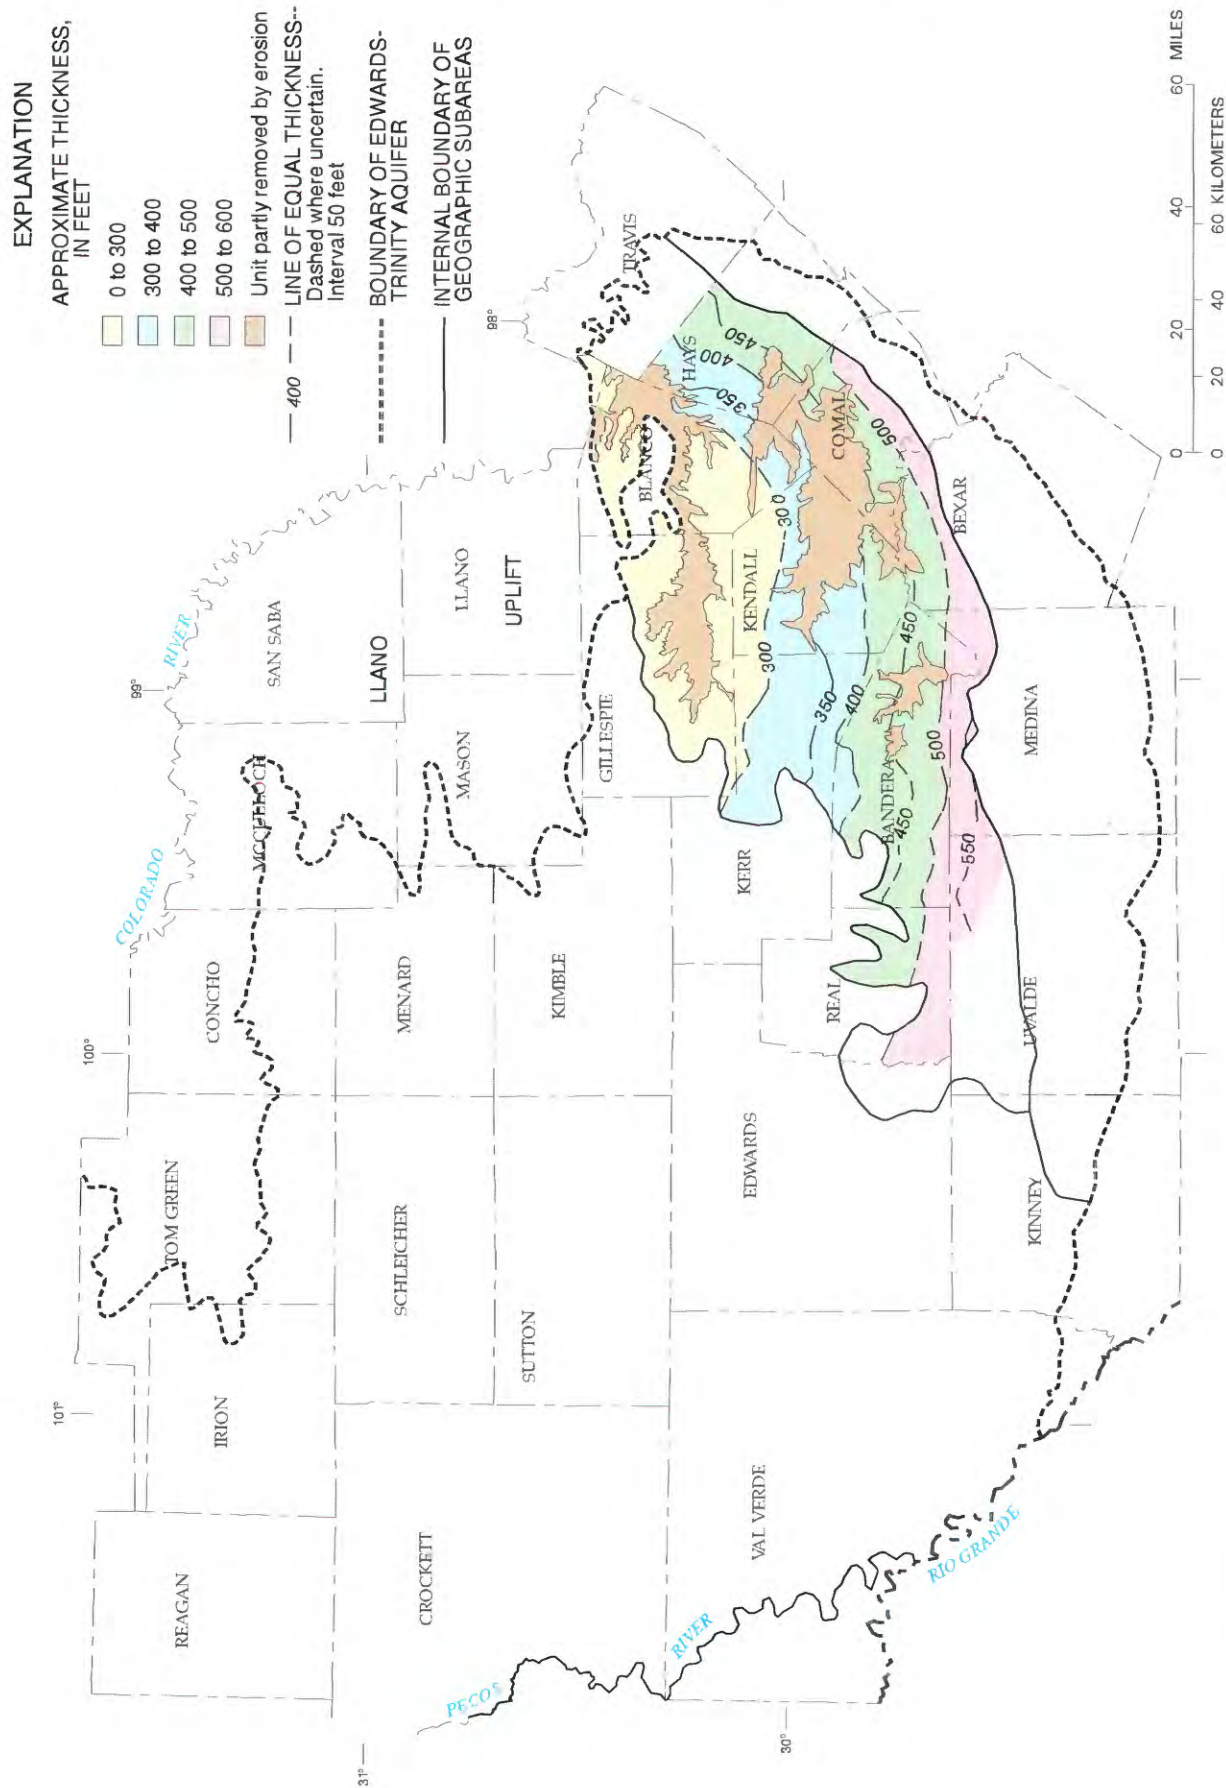 EXPLANATION
APPROXIMATE THICKNESS,
IN FEET
0 to 300
300 to 400
400 to 500
500 to 600
Unit partly removed by erosion
400
LINE OF EQUAL THICKNESS--
Dashed where uncertain.
Interval 50 feet
BOUNDARY OF EDWARDS-
TRINITY AQUIFER
INTERNAL BOUNDARY OF
GEOGRAPHIC SUBAREAS
101°
100°
99°
98°
31°
30°
COLORADO
RIVER
REAGAN
IRION
TOM GREEN
CONCHO
MCCULLOCH
SAN SABA
CROCKETT
SCHLEICHER
MENARD
MASON
LLANO
LLANO
UPLIFT
SUTTON
KIMBLE
GILLESPIE
BLANCO
TRAVIS
HAYS
PECOS
RIVER
VAL VERDE
EDWARDS
KERR
KENDALL
REAL
BANDERA
COMAL
RIO GRANDE
KINNEY
UVALDE
MEDINA
BEXAR
300
300
350
350
400
400
450
450
450
500
500
550
0
20
40
60 MILES
0
20
40
60 KILOMETERS